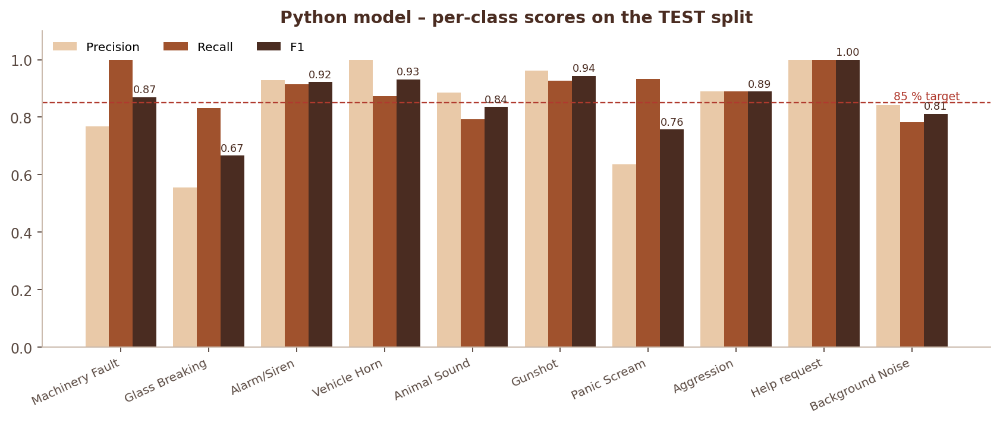 Python model – per-class scores on the TEST split
Precision Recall F1
1.0
0.8
0.6
0.4
0.2
0.0
0.87
0.67
0.92
0.93
0.84
0.94
0.76
0.89
1.00
0.81
85 % target
Machinery Fault
Glass Breaking
Alarm/Siren
Vehicle Horn
Animal Sound
Gunshot
Panic Scream
Aggression
Help request
Background Noise